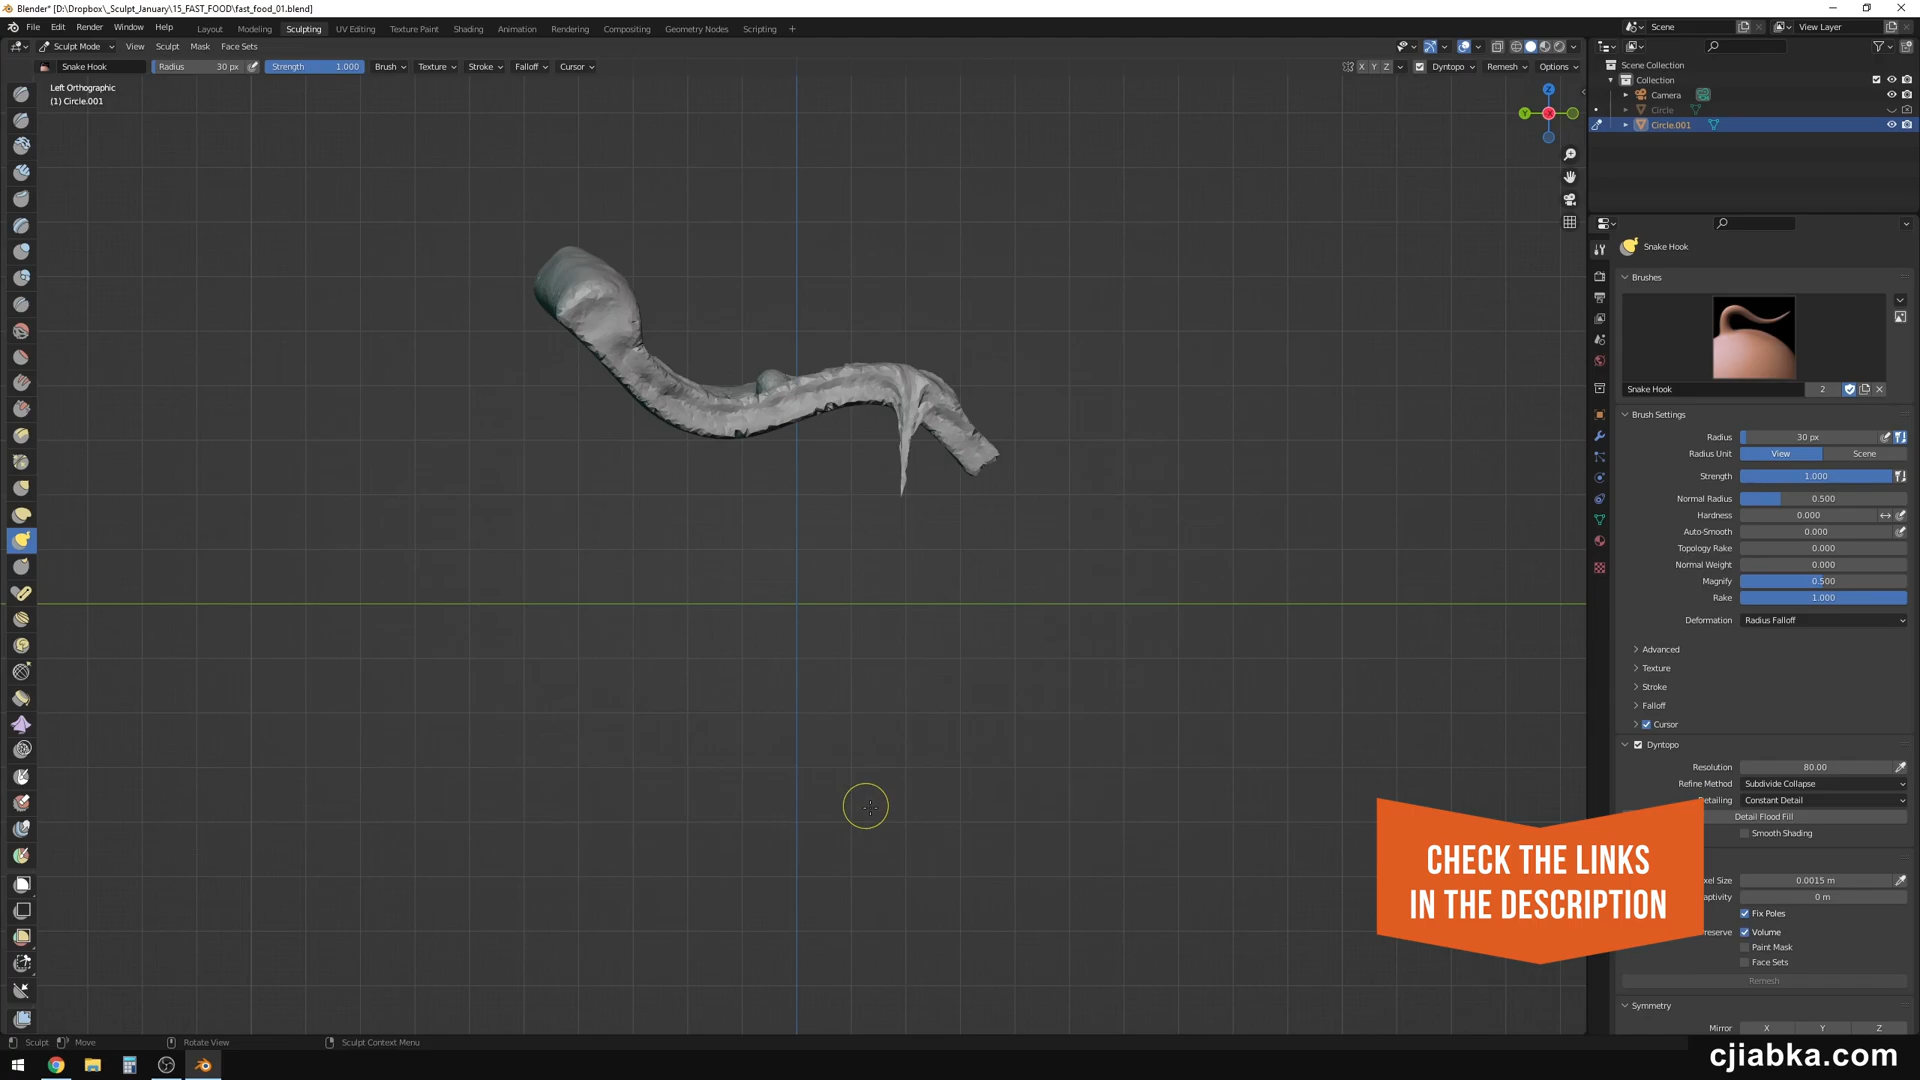 Blender* [D:\Dropbox\_Sculpt_January\15_FAST_FOOD\fast_food_01.blend]
File Edit Render Window Help Layout Modeling Sculpting UV Editing Texture Paint Shading Animation Rendering Compositing Geometry Nodes Scripting + Scene View Layer
Sculpt Mode View Sculpt Mask Face Sets
Snake Hook Radius 30 px Strength 1.000 Brush Texture Stroke Falloff Cursor X Y Z Dyntopo Remesh Options
Left Orthographic
(1) Circle.001
Z
Y
X
Scene Collection
Collection
Camera
Circle
Circle.001
Snake Hook
Brushes
Snake Hook 2
Brush Settings
Radius 30 px
Radius Unit View Scene
Strength 1.000
Normal Radius 0.500
Hardness 0.000
Auto-Smooth 0.000
Topology Rake 0.000
Normal Weight 0.000
Magnify 0.500
Rake 1.000
Deformation Radius Falloff
Advanced
Texture
Stroke
Falloff
Cursor
Dyntopo
Resolution 80.00
Refine Method Subdivide Collapse
Detailing Constant Detail
Detail Flood Fill
Smooth Shading
CHECK THE LINKS
IN THE DESCRIPTION
Size 0.0015 m
0 m
Fix Poles
Volume
Paint Mask
Face Sets
Remesh
Symmetry
Mirror X Y Z
Sculpt Move Rotate View Sculpt Context Menu
cjiabka.com